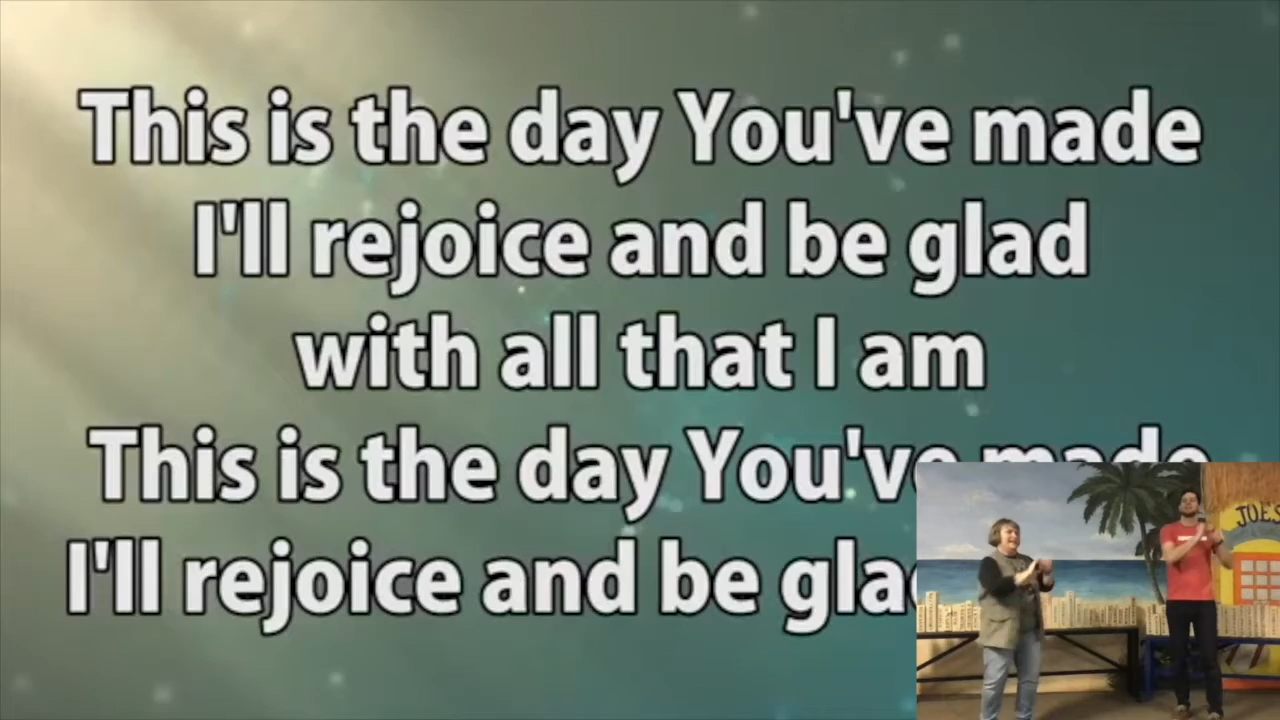 This is the day You've made
I'll rejoice and be glad
with all that I am
This is the day You've made
I'll rejoice and be glad
JOE'S